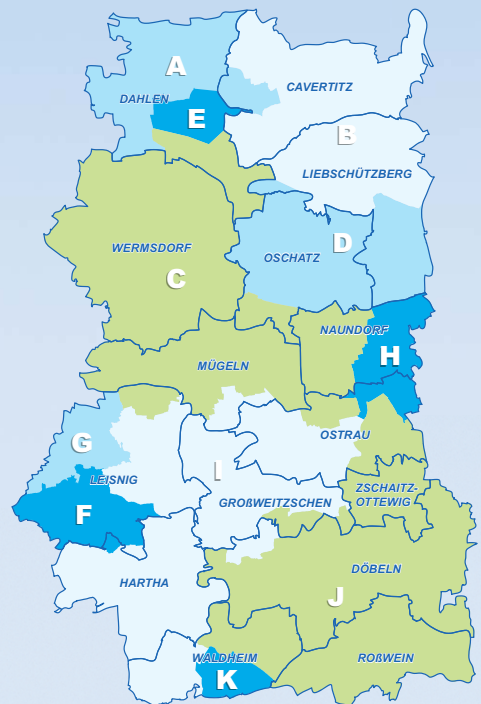 A
CAVERTITZ
DAHLEN
E
B
LIEBSCHÜTZBERG
WERMSDORF
D
OSCHATZ
C
NAUNDORF
H
MÜGELN
G
OSTRAU
LEISNIG
I
ZSCHAITZ-
OTTEWIG
GROßWEITZSCHEN
F
DÖBELN
HARTHA
J
WALDHEIM
ROßWEIN
K